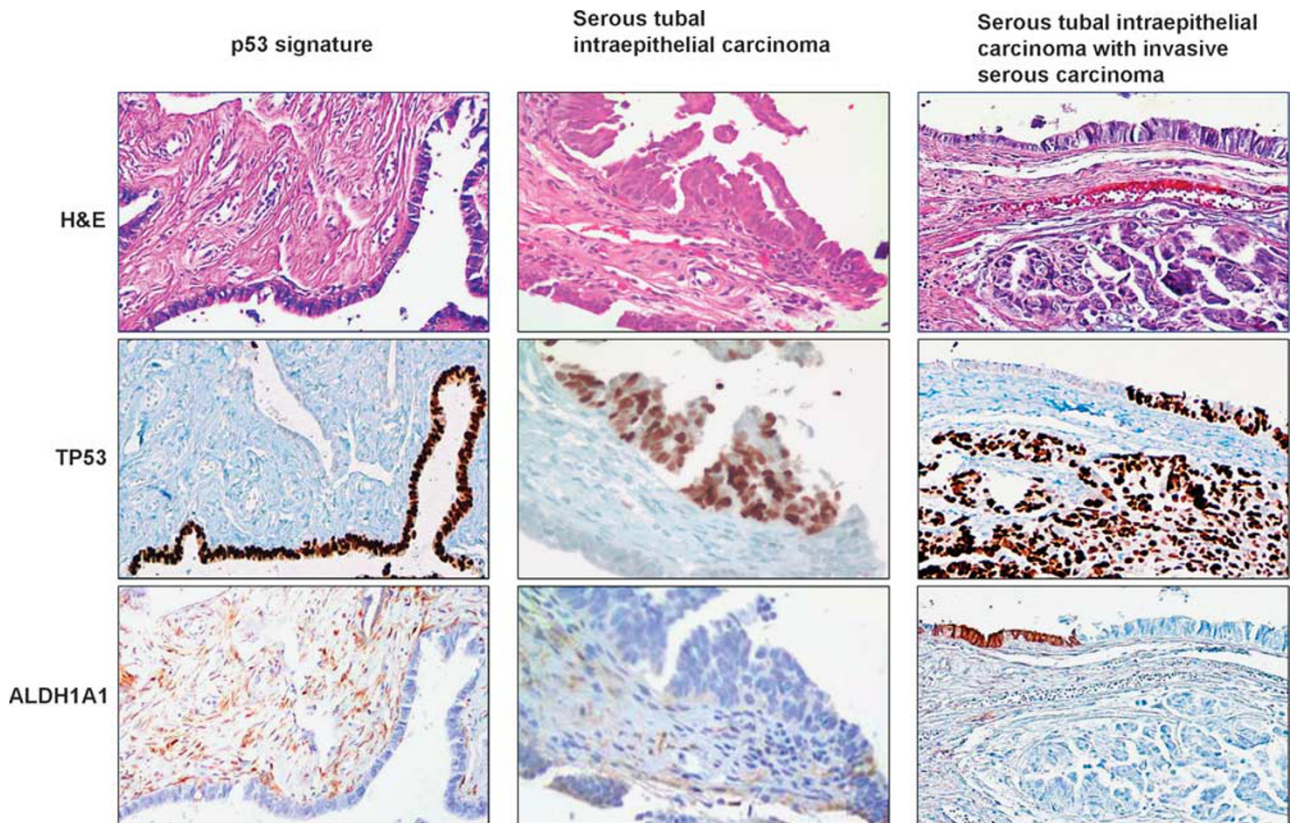 p53 signature
Serous tubal
intraepithelial carcinoma
Serous tubal intraepithelial
carcinoma with invasive
serous carcinoma
H&E
TP53
ALDH1A1